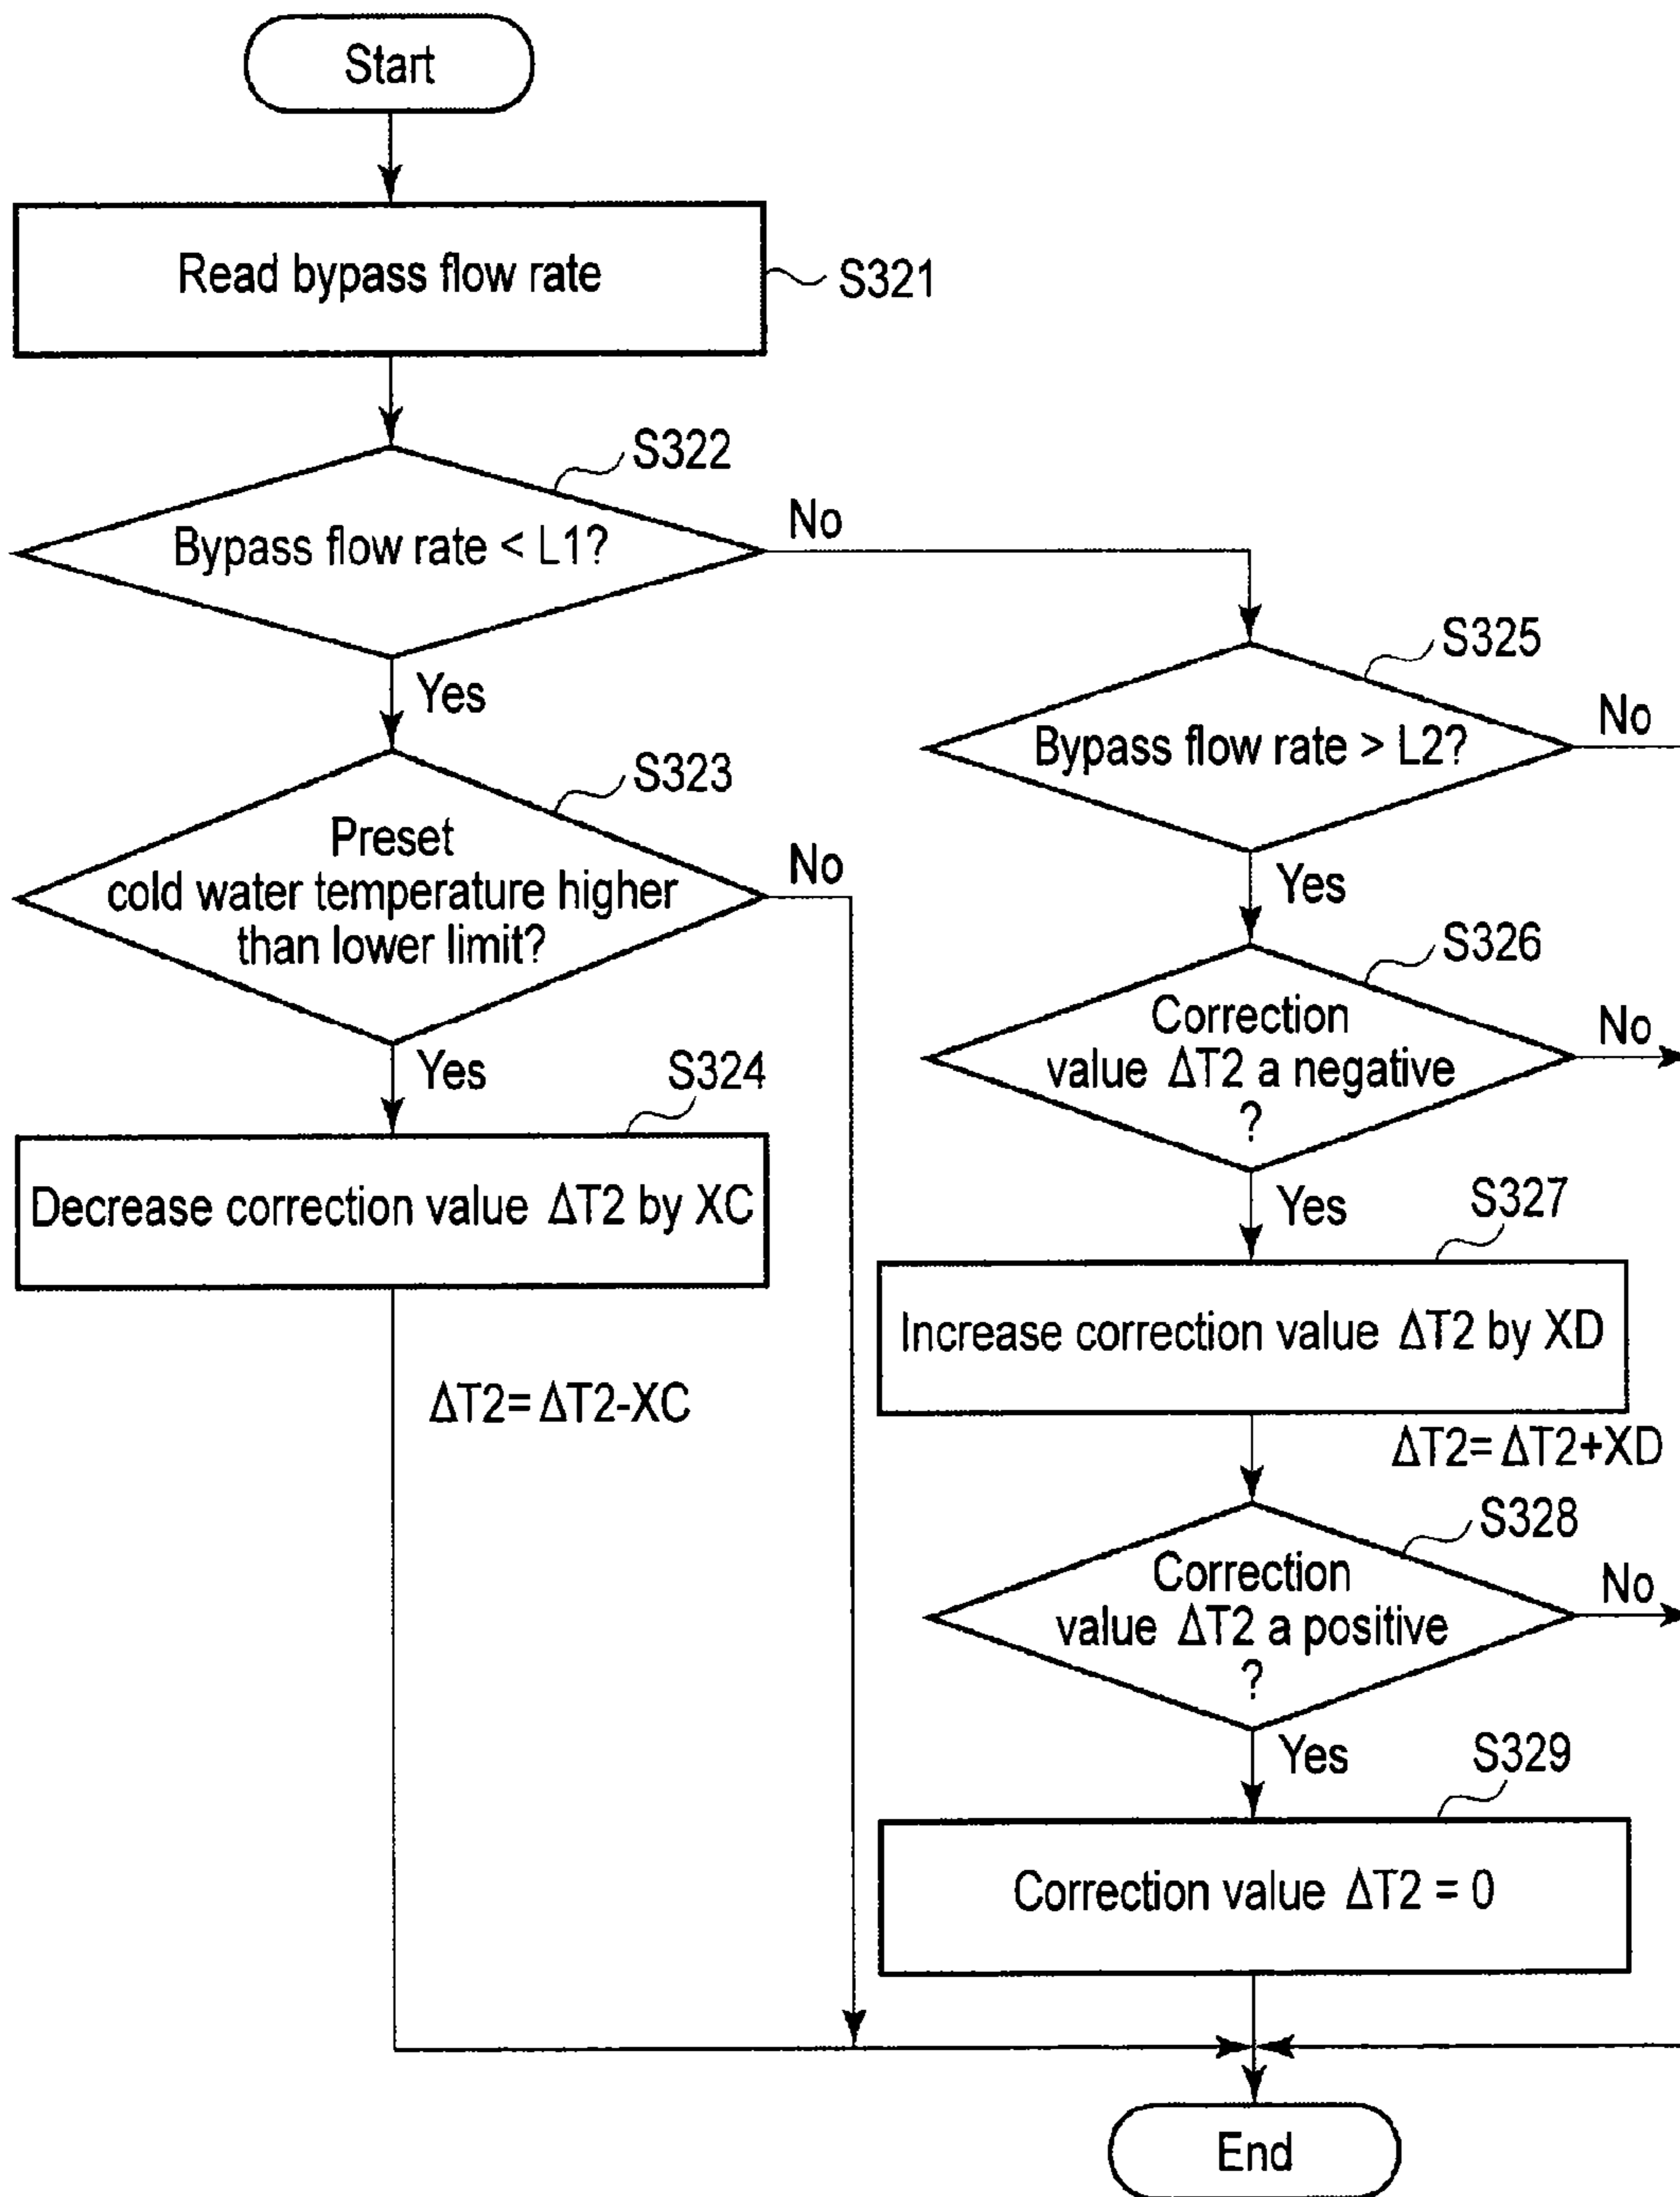 Start
Read bypass flow rate
S321
S322
Bypass flow rate < L1?
No
Yes
S323
Preset
cold water temperature higher
than lower limit?
No
Yes
S324
Decrease correction value ΔT2 by XC
ΔT2= ΔT2-XC
S325
Bypass flow rate > L2?
No
Yes
S326
Correction
value ΔT2 a negative
?
No
Yes
S327
Increase correction value ΔT2 by XD
ΔT2= ΔT2+XD
S328
Correction
value ΔT2 a positive
?
No
Yes
S329
Correction value ΔT2 = 0
End